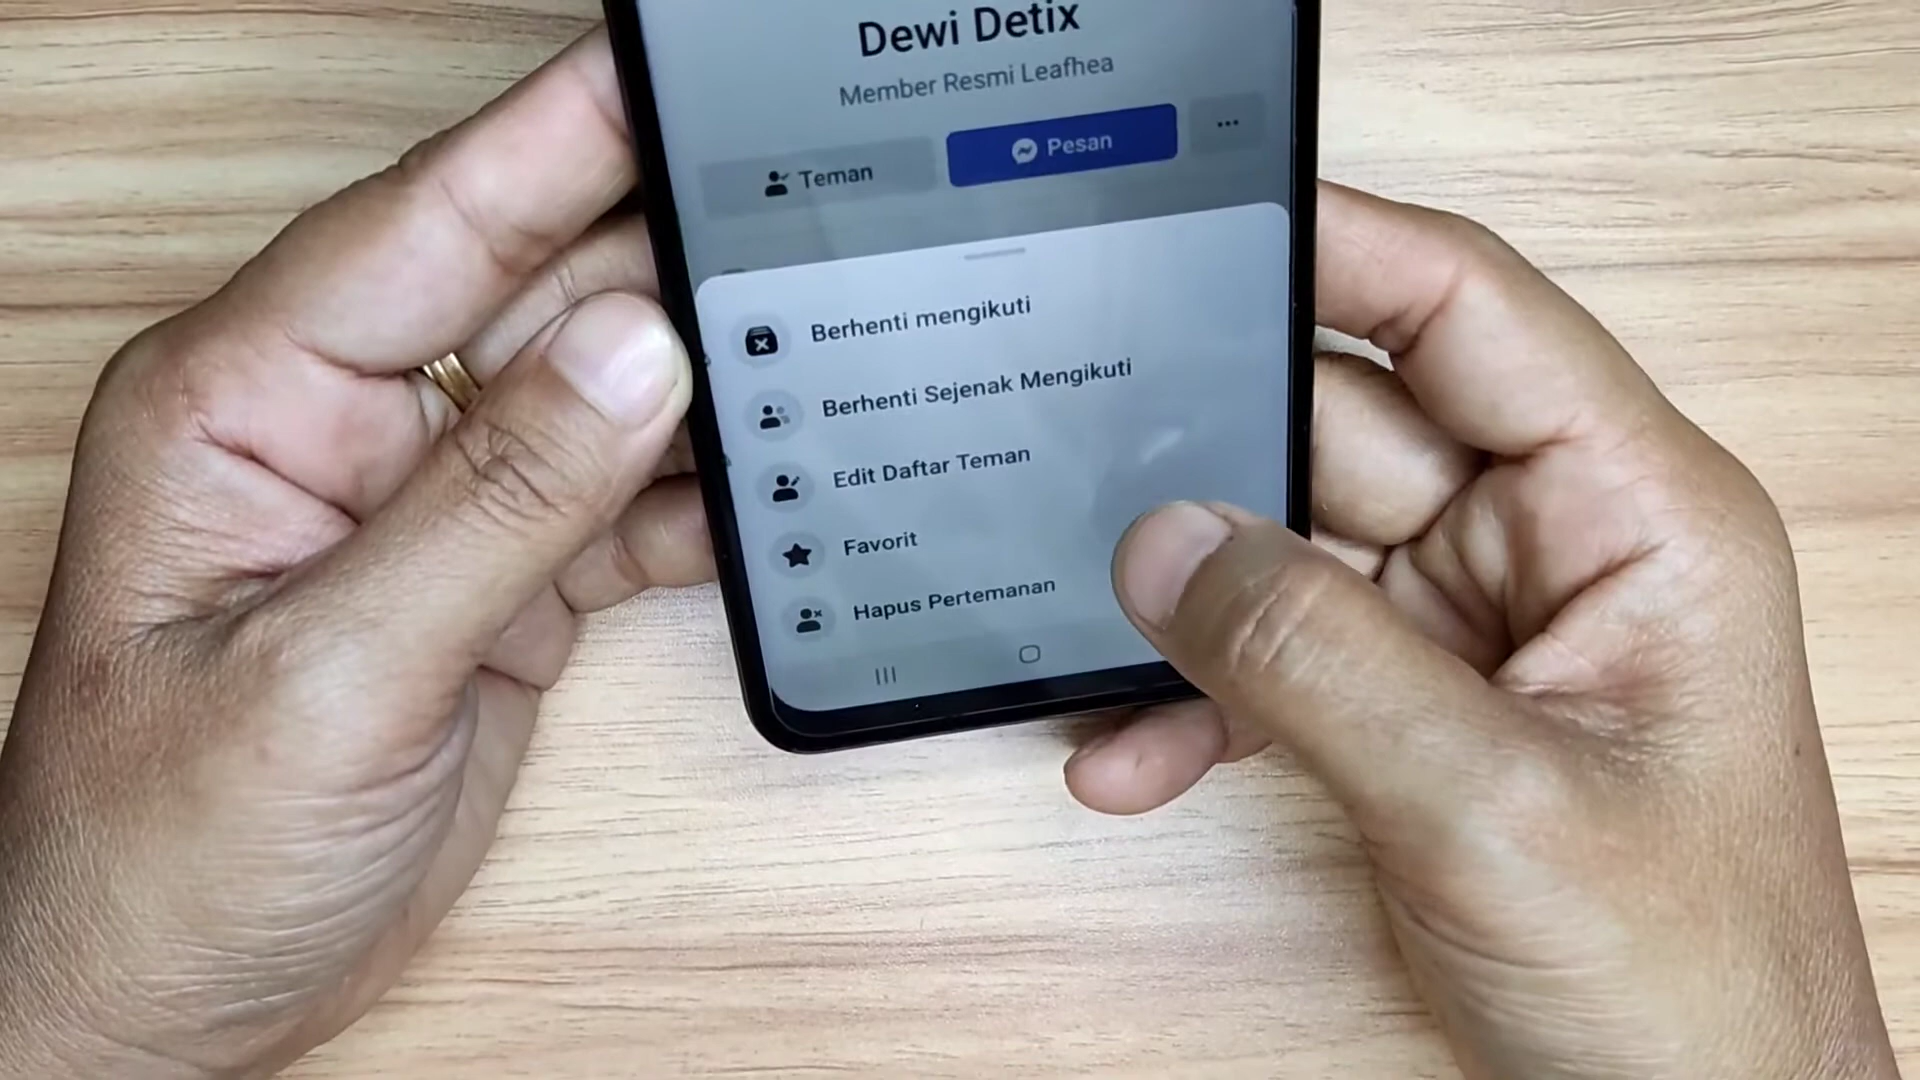 Dewi Detix
Member Resmi Leafhea
Teman
Pesan
Berhenti mengikuti
Berhenti Sejenak Mengikuti
Edit Daftar Teman
Favorit
Hapus Pertemanan